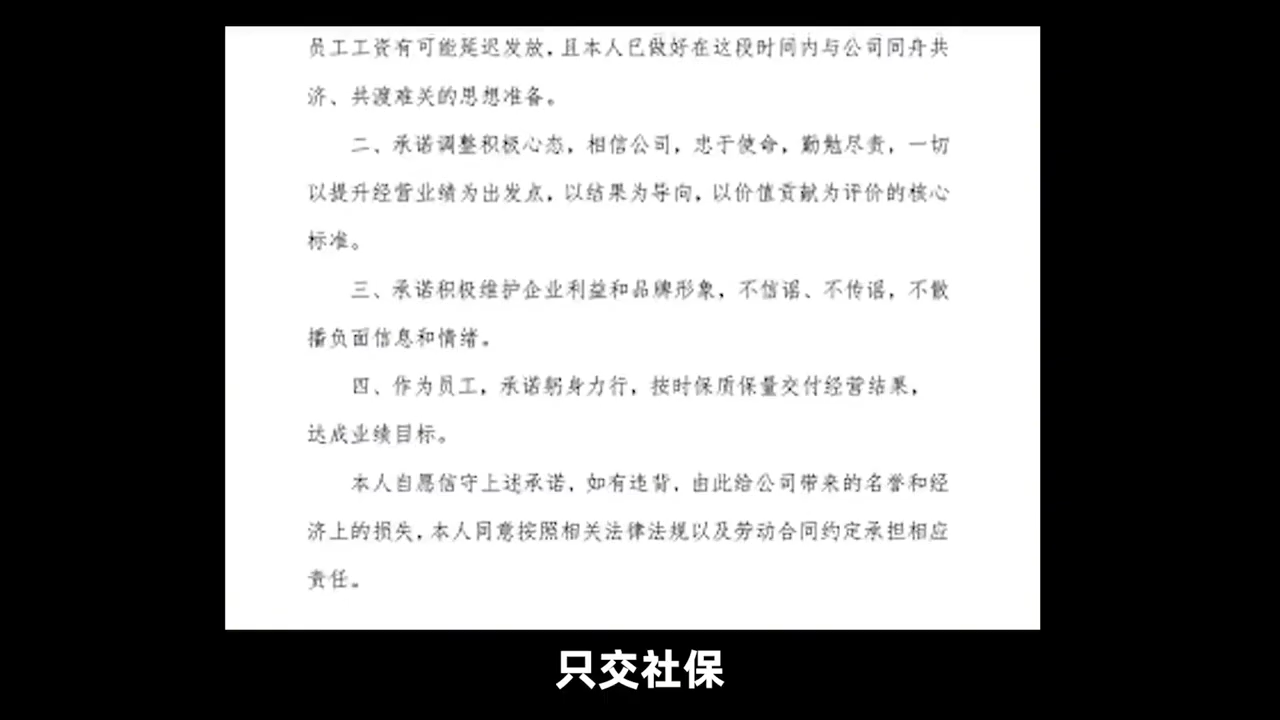 员工工资有可能延迟发放，且本人已做好在这段时间内与公司同舟共
济、共渡难关的思想准备。
二、承诺调整积极心态，相信公司，忠于使命，勤勉尽责，一切
以提升经营业绩为出发点，以结果为导向，以价值贡献为评价的核心
标准。
三、承诺积极维护企业利益和品牌形象，不信谣、不传谣，不散
播负面信息和情绪。
四、作为员工，承诺躬身力行，按时保质保量交付经营结果，
达成业绩目标。
本人自愿信守上述承诺，如有违背，由此给公司带来的名誉和经
济上的损失，本人同意按照相关法律法规以及劳动合同约定承担相应
责任。
只交社保